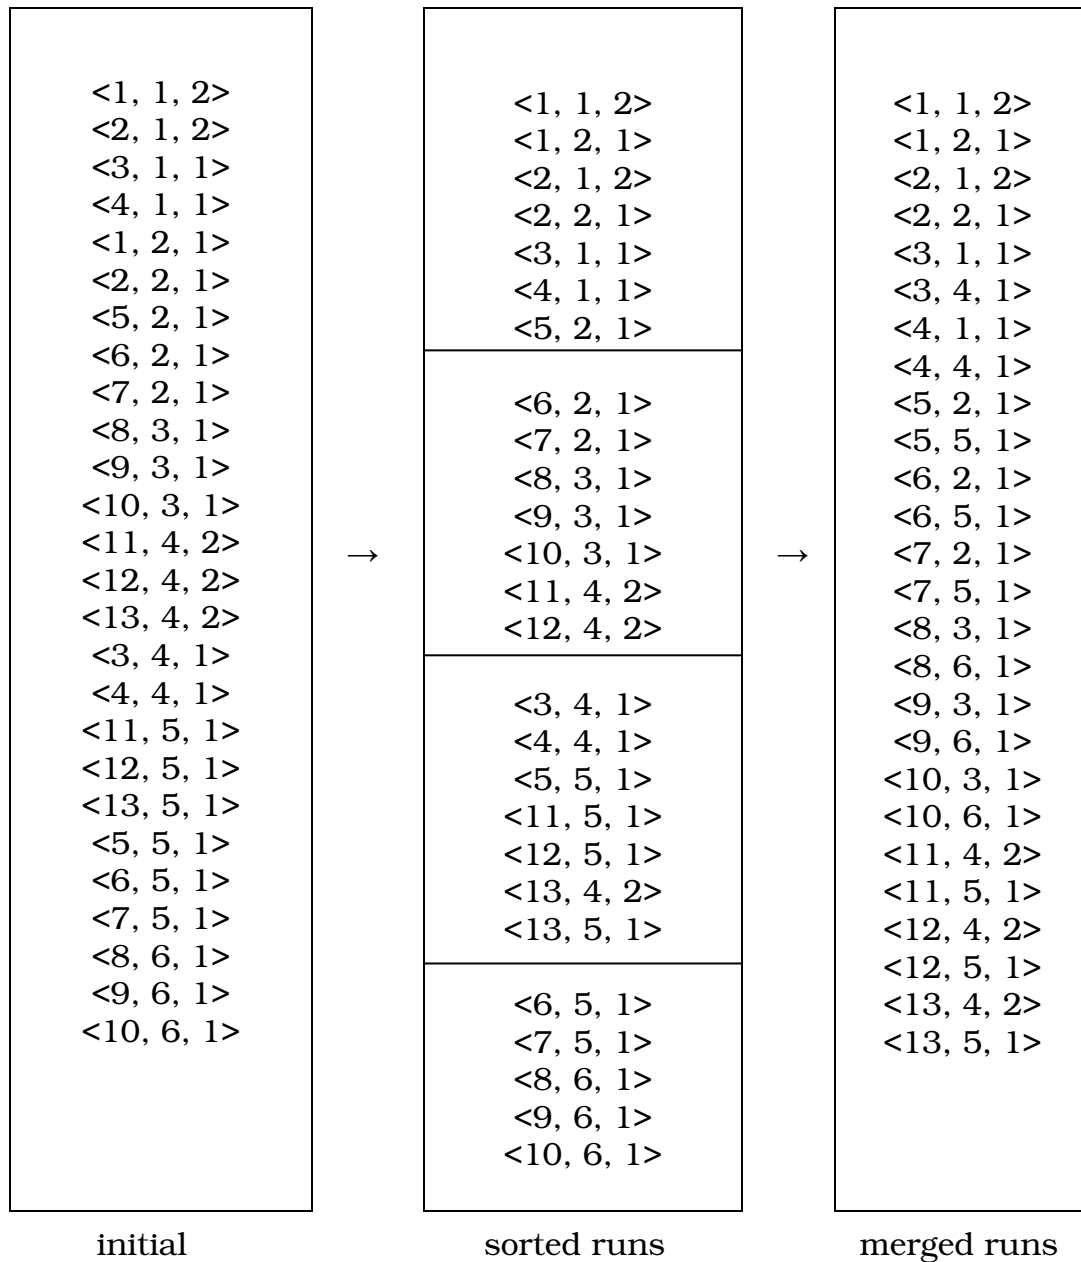 <1, 1, 2>
<2, 1, 2>
<3, 1, 1>
<4, 1, 1>
<1, 2, 1>
<2, 2, 1>
<5, 2, 1>
<6, 2, 1>
<7, 2, 1>
<8, 3, 1>
<9, 3, 1>
<10, 3, 1>
<11, 4, 2>
<12, 4, 2>
<13, 4, 2>
<3, 4, 1>
<4, 4, 1>
<11, 5, 1>
<12, 5, 1>
<13, 5, 1>
<5, 5, 1>
<6, 5, 1>
<7, 5, 1>
<8, 6, 1>
<9, 6, 1>
<10, 6, 1>
initial
→
<1, 1, 2>
<1, 2, 1>
<2, 1, 2>
<2, 2, 1>
<3, 1, 1>
<4, 1, 1>
<5, 2, 1>
<6, 2, 1>
<7, 2, 1>
<8, 3, 1>
<9, 3, 1>
<10, 3, 1>
<11, 4, 2>
<12, 4, 2>
<3, 4, 1>
<4, 4, 1>
<5, 5, 1>
<11, 5, 1>
<12, 5, 1>
<13, 4, 2>
<13, 5, 1>
<6, 5, 1>
<7, 5, 1>
<8, 6, 1>
<9, 6, 1>
<10, 6, 1>
sorted runs
→
<1, 1, 2>
<1, 2, 1>
<2, 1, 2>
<2, 2, 1>
<3, 1, 1>
<3, 4, 1>
<4, 1, 1>
<4, 4, 1>
<5, 2, 1>
<5, 5, 1>
<6, 2, 1>
<6, 5, 1>
<7, 2, 1>
<7, 5, 1>
<8, 3, 1>
<8, 6, 1>
<9, 3, 1>
<9, 6, 1>
<10, 3, 1>
<10, 6, 1>
<11, 4, 2>
<11, 5, 1>
<12, 4, 2>
<12, 5, 1>
<13, 4, 2>
<13, 5, 1>
merged runs